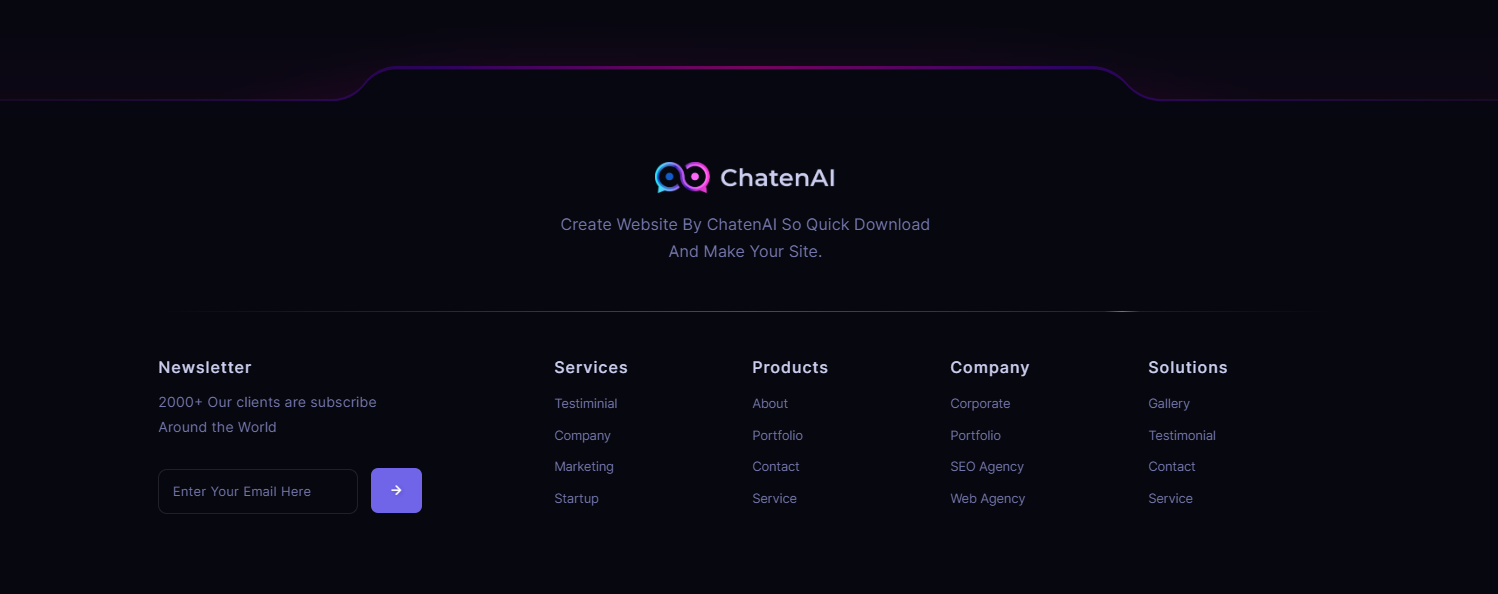 ChatenAI
Create Website By ChatenAI So Quick Download
And Make Your Site.
Newsletter
2000+ Our clients are subscribe
Around the World
Enter Your Email Here
Services
Testiminial
Company
Marketing
Startup
Products
About
Portfolio
Contact
Service
Company
Corporate
Portfolio
SEO Agency
Web Agency
Solutions
Gallery
Testimonial
Contact
Service